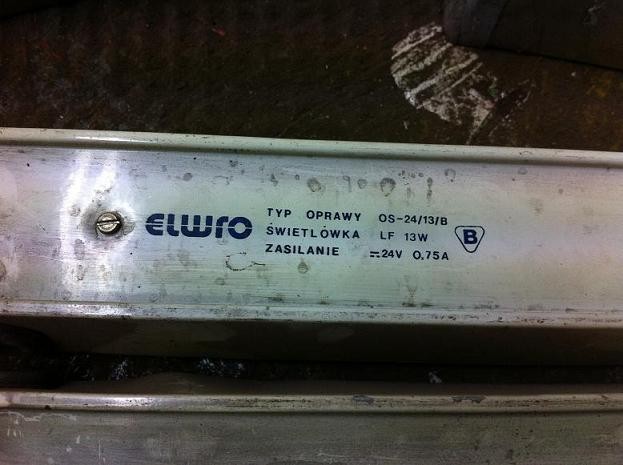 ELWRO
TYP OPRAWY OS-24/13/B
ŚWIETLÓWKA LF 13W
ZASILANIE ⎓24V 0,75A
B